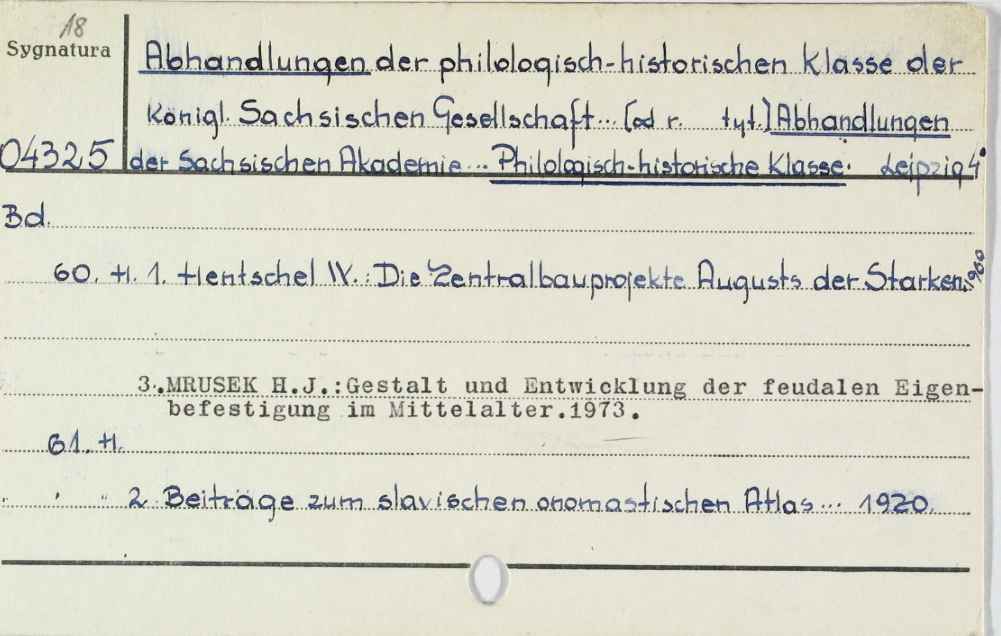 18
Sygnatura
Abhandlungen der philologisch-historischen Klasse der
Königl. Sachsischen Gesellschaft... [od r. tyt.] Abhandlungen
04325 der Sachsischen Akademie... Philologisch-historische Klasse. Leipzig 4°
Bd.
60. H. 1. Hentschel W.: Die Zentralbauprojekte Augusts der Starken. 1969
3..MRUSEK H.J.:Gestalt und Entwicklung der feudalen Eigen-
befestigung im Mittelalter.1973.
61. H.
" " 2. Beiträge zum slavischen onomastischen Atlas... 1920.